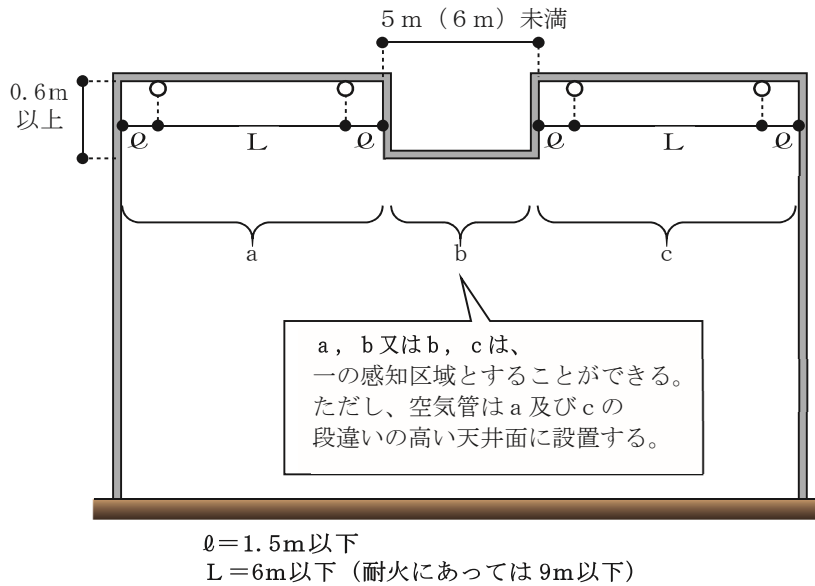 ５ｍ（６ｍ）未満
0.6m
以上
ℓ
L
ℓ
ℓ
L
ℓ
a
b
c
ａ，ｂ又はｂ，ｃは、
一の感知区域とすることができる。
ただし、空気管はａ及びｃの
段違いの高い天井面に設置する。
ℓ＝1.5m以下
Ｌ＝6m以下（耐火にあっては 9m以下）